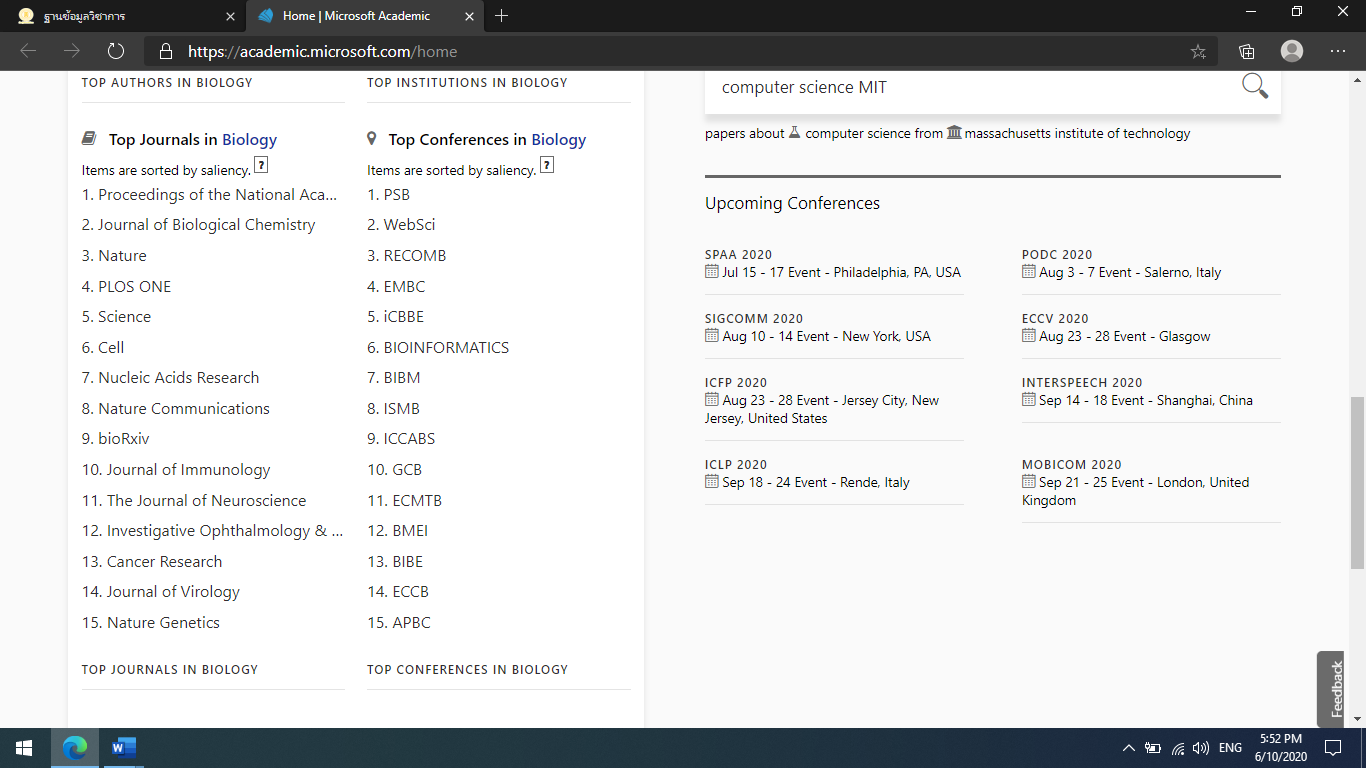 ฐานข้อมูลวิชาการ
Home | Microsoft Academic
https://academic.microsoft.com/home
TOP AUTHORS IN BIOLOGY
TOP INSTITUTIONS IN BIOLOGY
Top Journals in Biology
Items are sorted by saliency. ?
1. Proceedings of the National Aca...
2. Journal of Biological Chemistry
3. Nature
4. PLOS ONE
5. Science
6. Cell
7. Nucleic Acids Research
8. Nature Communications
9. bioRxiv
10. Journal of Immunology
11. The Journal of Neuroscience
12. Investigative Ophthalmology & ...
13. Cancer Research
14. Journal of Virology
15. Nature Genetics
TOP JOURNALS IN BIOLOGY
Top Conferences in Biology
Items are sorted by saliency. ?
1. PSB
2. WebSci
3. RECOMB
4. EMBC
5. iCBBE
6. BIOINFORMATICS
7. BIBM
8. ISMB
9. ICCABS
10. GCB
11. ECMTB
12. BMEI
13. BIBE
14. ECCB
15. APBC
TOP CONFERENCES IN BIOLOGY
computer science MIT
papers about computer science from massachusetts institute of technology
Upcoming Conferences
SPAA 2020
Jul 15 - 17 Event - Philadelphia, PA, USA
PODC 2020
Aug 3 - 7 Event - Salerno, Italy
SIGCOMM 2020
Aug 10 - 14 Event - New York, USA
ECCV 2020
Aug 23 - 28 Event - Glasgow
ICFP 2020
Aug 23 - 28 Event - Jersey City, New
Jersey, United States
INTERSPEECH 2020
Sep 14 - 18 Event - Shanghai, China
ICLP 2020
Sep 18 - 24 Event - Rende, Italy
MOBICOM 2020
Sep 21 - 25 Event - London, United
Kingdom
Feedback
ENG
5:52 PM
6/10/2020